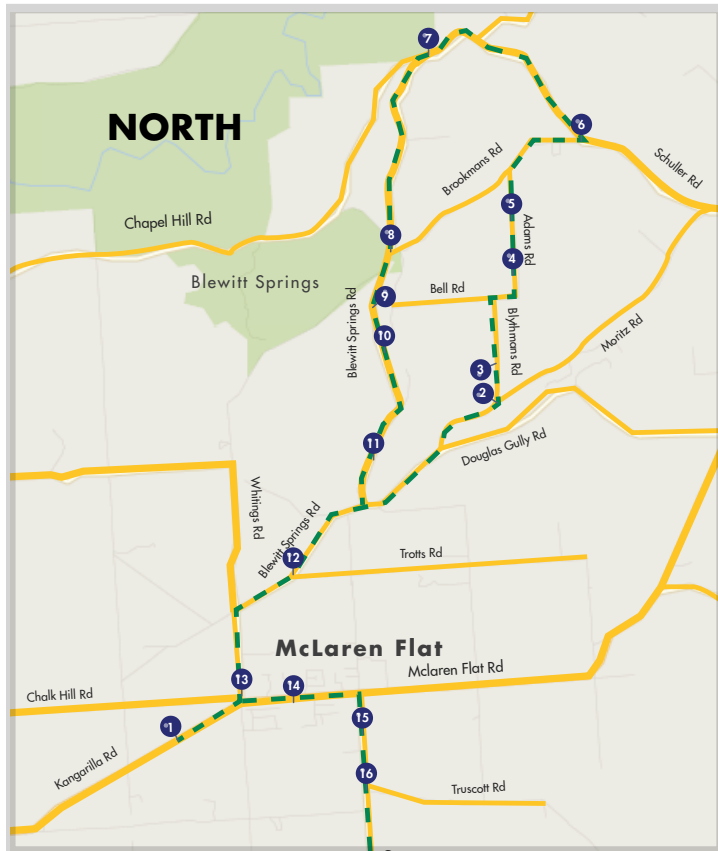 7
NORTH
6
Brookmans Rd
Schuller Rd
5
Chapel Hill Rd
Adams Rd
8
4
Blewitt Springs
Bell Rd
9
Blewitt Springs Rd
Blythmans Rd
10
Moritz Rd
3
2
11
Douglas Gully Rd
Whitings Rd
Blewitt Springs Rd
12
Trotts Rd
McLaren Flat
Mclaren Flat Rd
13
14
Chalk Hill Rd
15
1
Kangarilla Rd
16
Truscott Rd